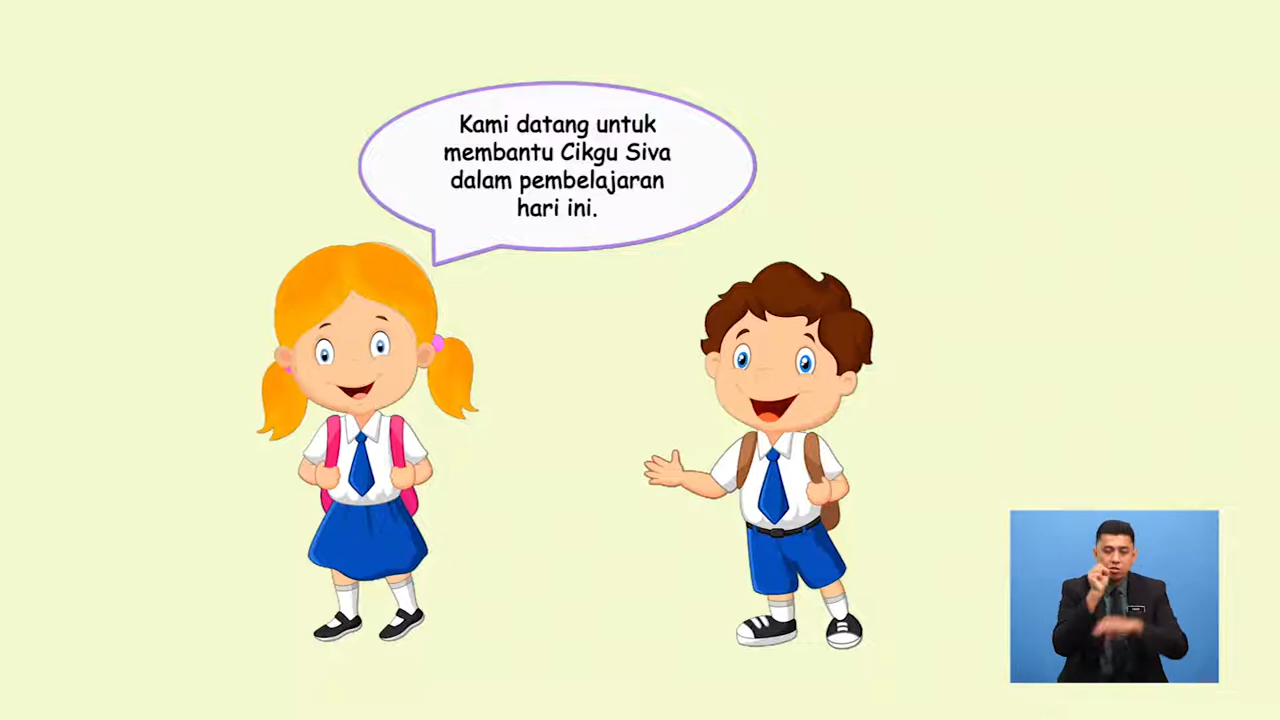 Kami datang untuk
membantu Cikgu Siva
dalam pembelajaran
hari ini.